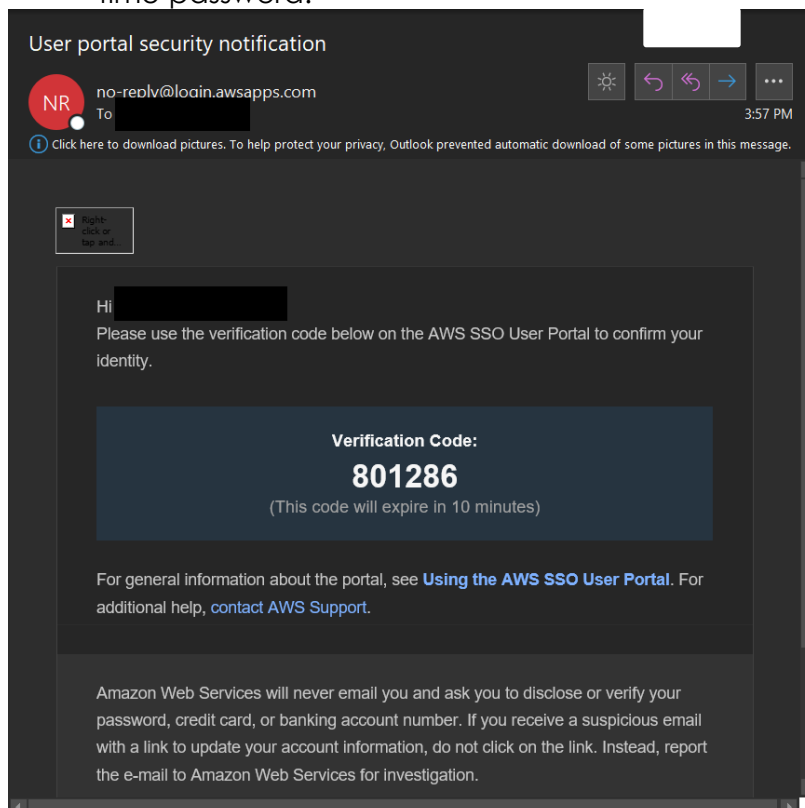 time password.
User portal security notification
NR
no-reply@login.awsapps.com
To
3:57 PM
Click here to download pictures. To help protect your privacy, Outlook prevented automatic download of some pictures in this message.
Right-
click or
tap and...
Hi
Please use the verification code below on the AWS SSO User Portal to confirm your
identity.
Verification Code:
801286
(This code will expire in 10 minutes)
For general information about the portal, see Using the AWS SSO User Portal. For
additional help, contact AWS Support.
Amazon Web Services will never email you and ask you to disclose or verify your
password, credit card, or banking account number. If you receive a suspicious email
with a link to update your account information, do not click on the link. Instead, report
the e-mail to Amazon Web Services for investigation.